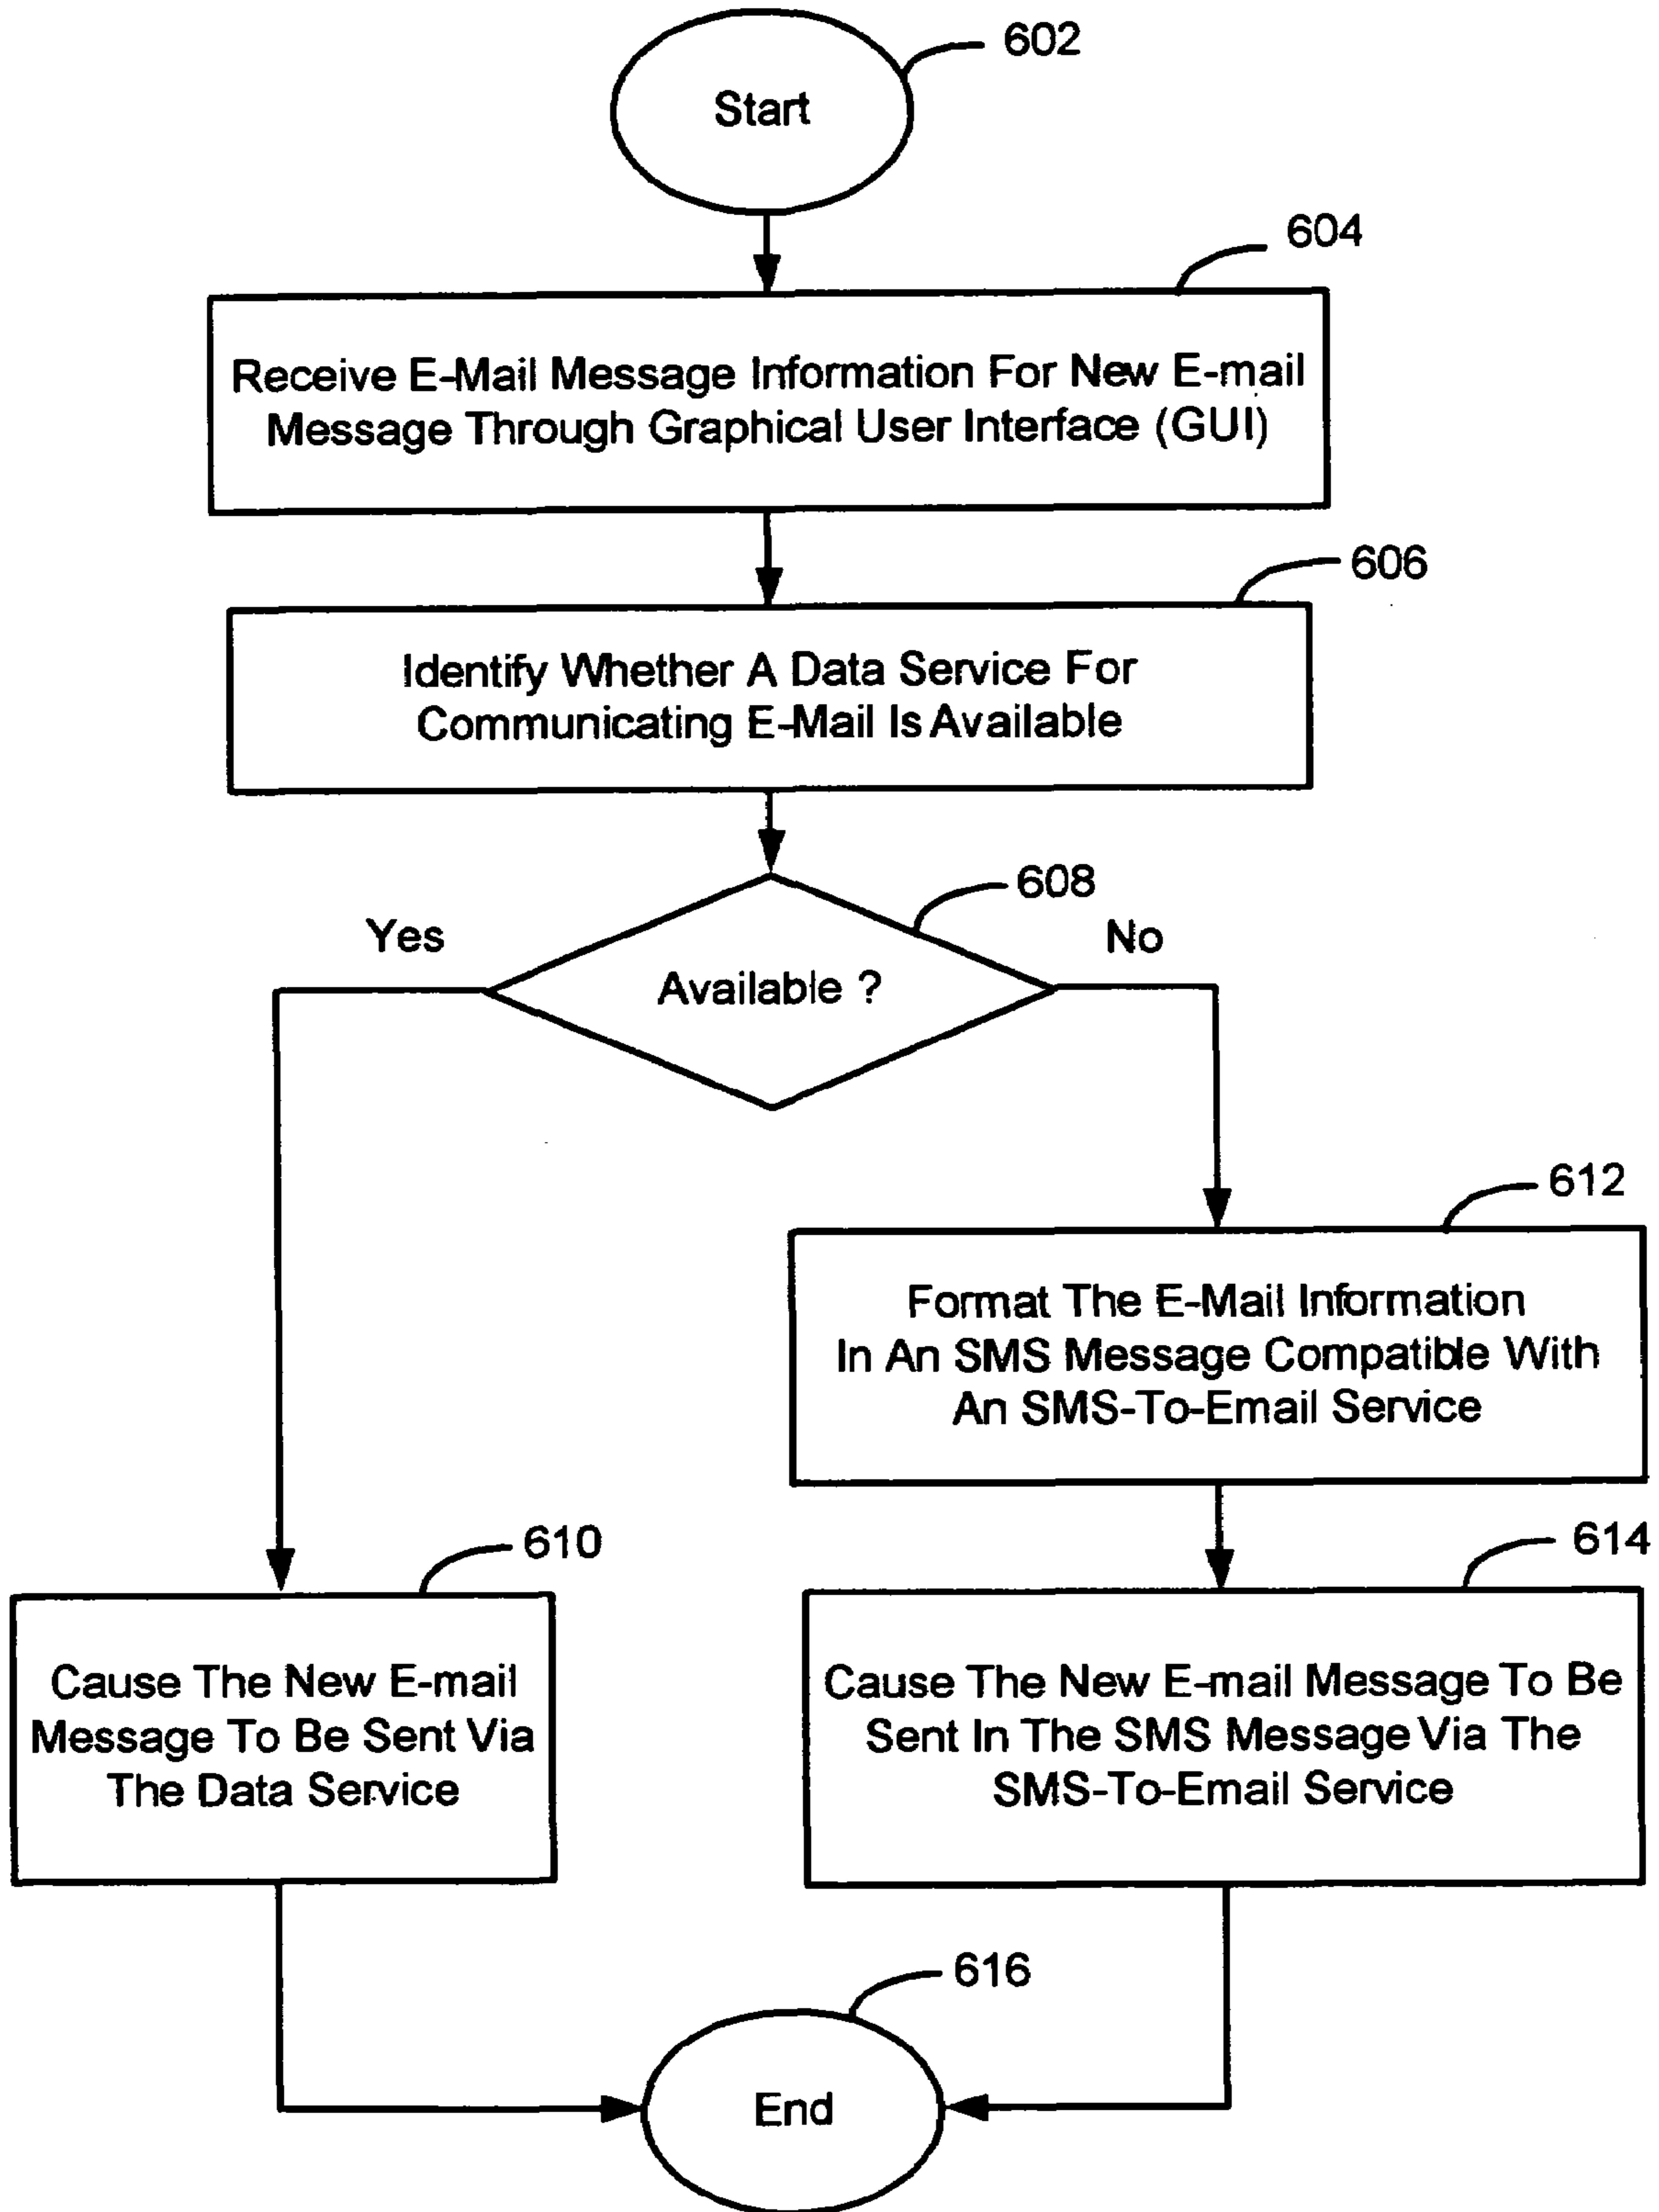 602
Start
604
Receive E-Mail Message Information For New E-mail
Message Through Graphical User Interface (GUI)
606
Identify Whether A Data Service For
Communicating E-Mail Is Available
608
Yes
No
Available ?
612
Format The E-Mail Information
In An SMS Message Compatible With
An SMS-To-Email Service
610
614
Cause The New E-mail
Message To Be Sent Via
The Data Service
Cause The New E-mail Message To Be
Sent In The SMS Message Via The
SMS-To-Email Service
616
End